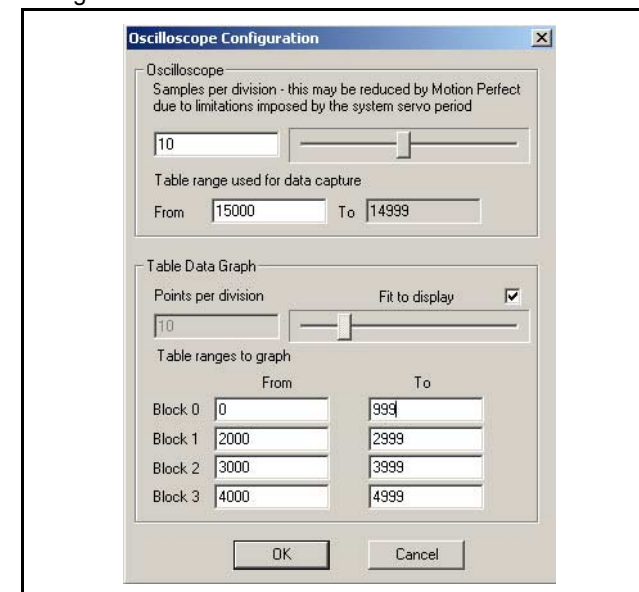 Oscilloscope Configuration
Oscilloscope
Samples per division - this may be reduced by Motion Perfect
due to limitations imposed by the system servo period
10
Table range used for data capture
From 15000 To 14999
Table Data Graph
Points per division Fit to display
10
Table ranges to graph
From To
Block 0 0 999
Block 1 2000 2999
Block 2 3000 3999
Block 3 4000 4999
OK Cancel